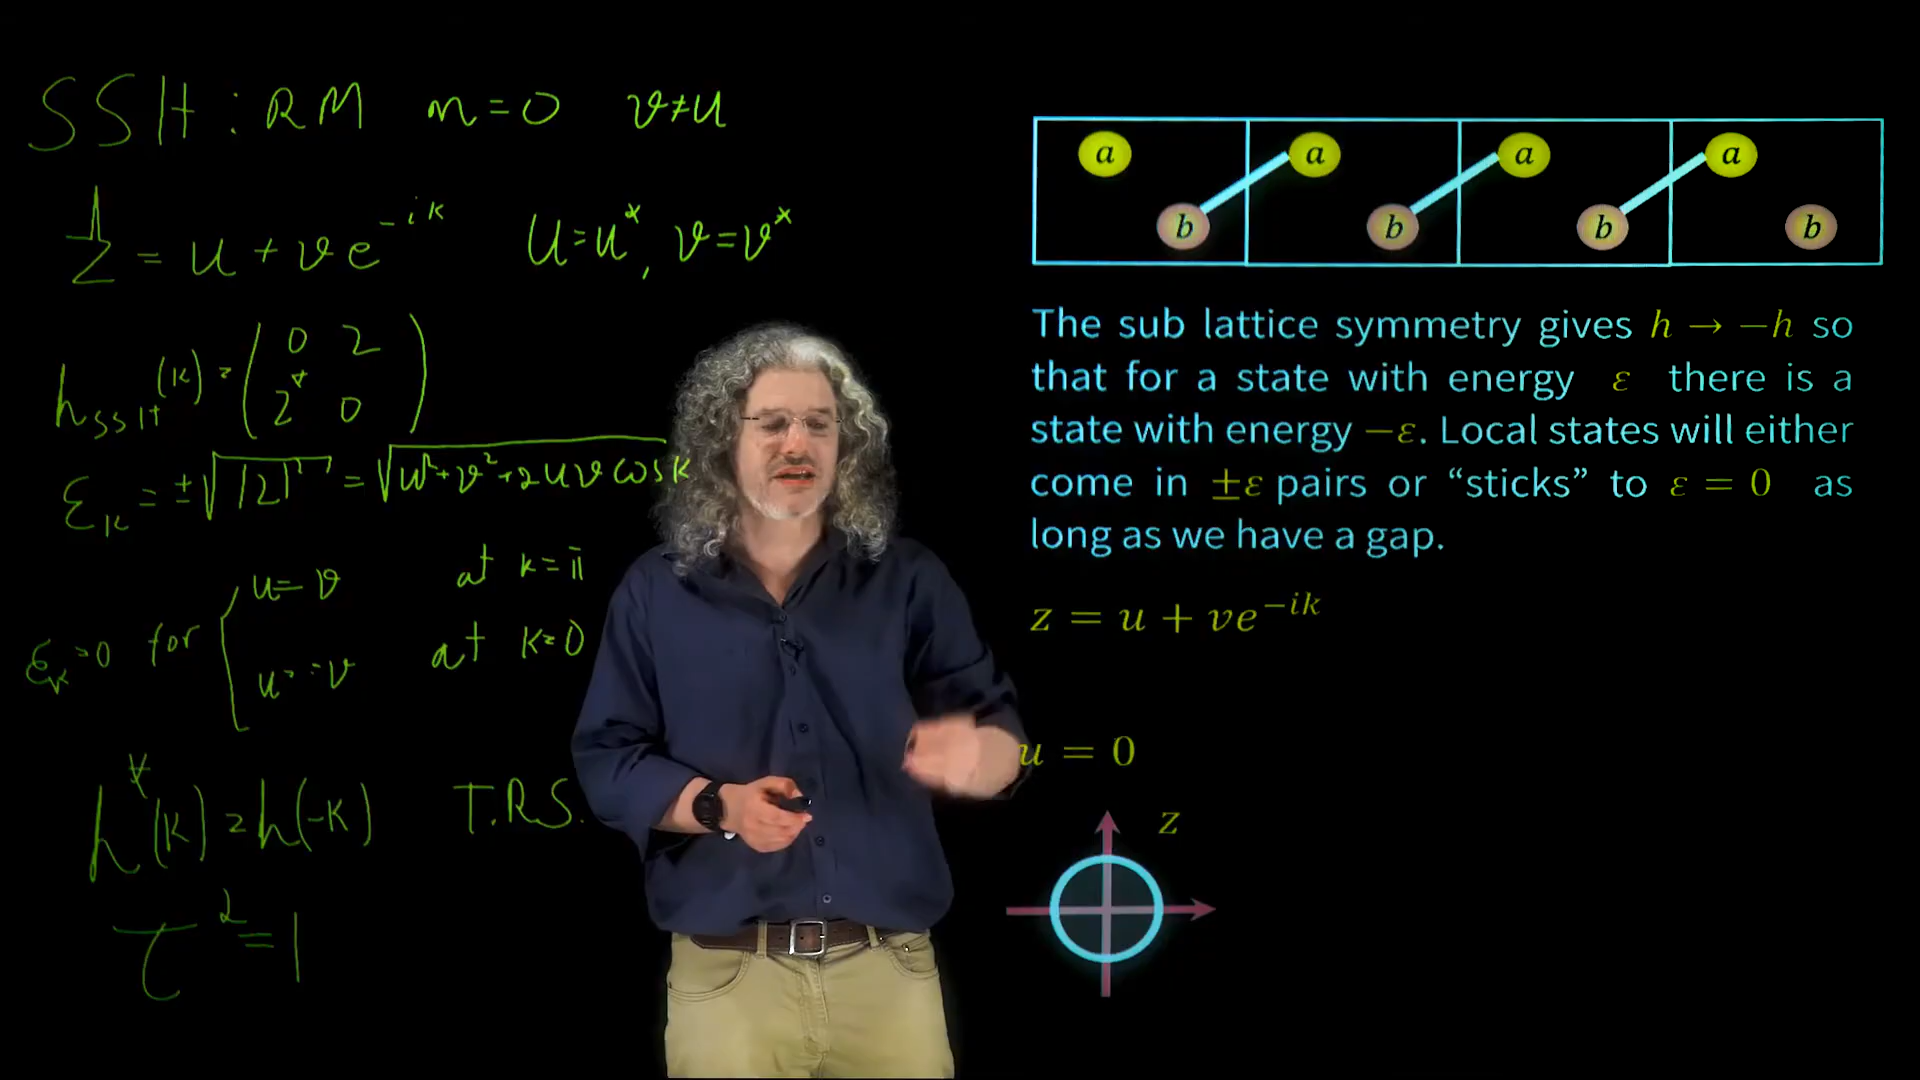 SSH : RM m=0 v≠u
z = u + v e^{-ik} u=u*, v=v*
h_{SSH}(k) = ( 0 z
z* 0 )
ε_k = ±√|z|² = √u²+v²+2uv cos k
ε_k=0 for { u=v at k=π
u=-v at k=0
h*(k)=h(-k) T.R.S.
τ²=1
a a a a
b b b b
The sub lattice symmetry gives h → −h so
that for a state with energy ε there is a
state with energy −ε. Local states will either
come in ±ε pairs or “sticks” to ε = 0 as
long as we have a gap.
z = u + ve^{−ik}
u = 0
z